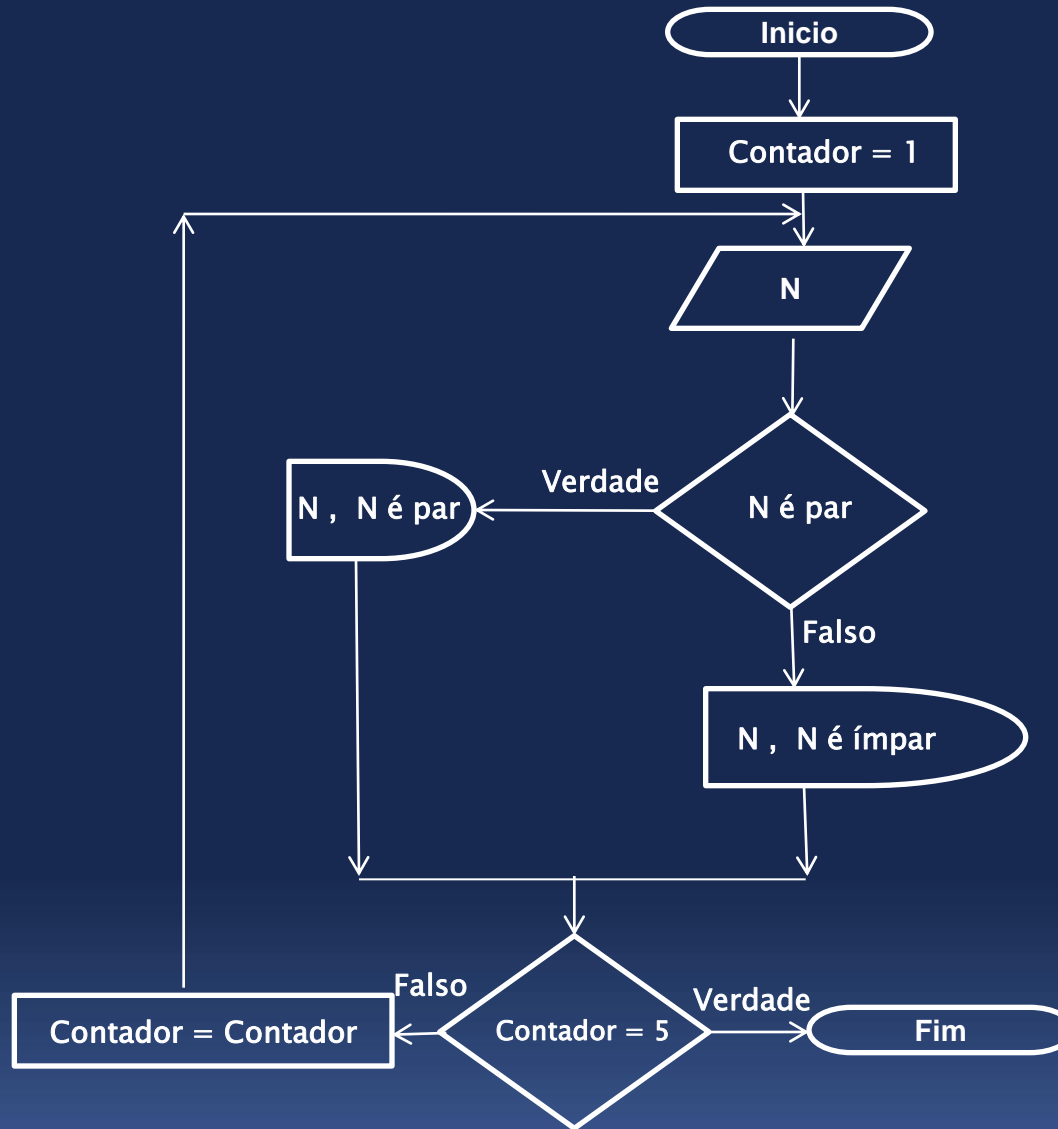 Inicio
Contador = 1
N
N é par
Verdade
N , N é par
Falso
N , N é ímpar
Contador = 5
Falso
Contador = Contador
Verdade
Fim